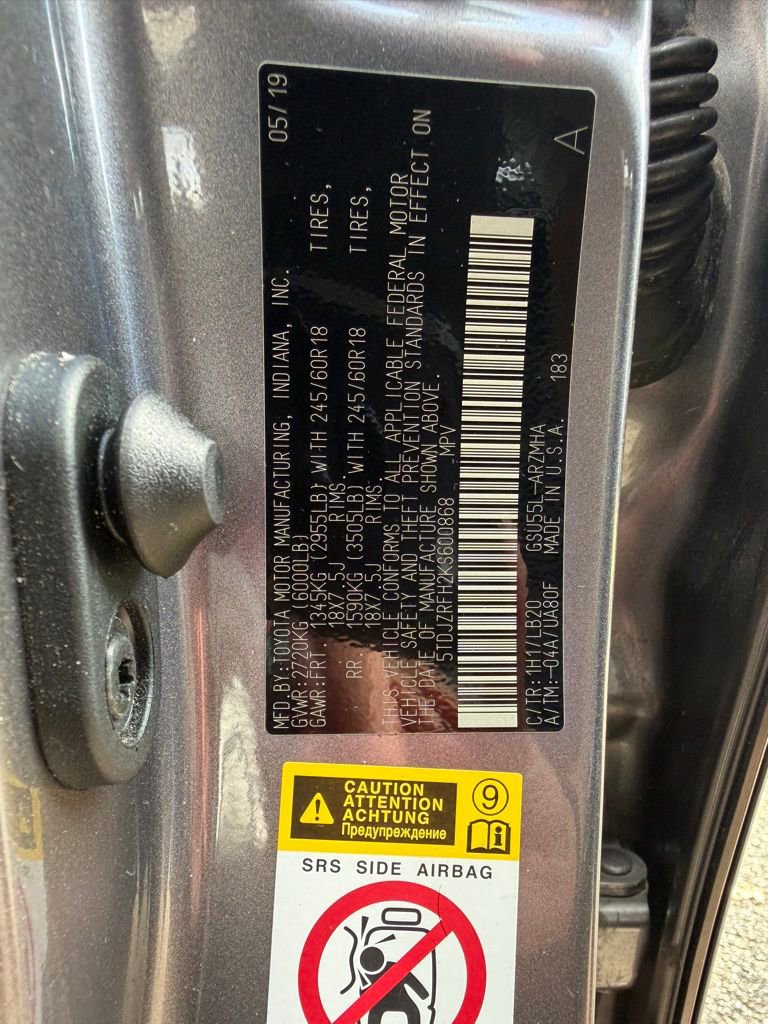 MFD.BY:TOYOTA MOTOR MANUFACTURING, INDIANA, INC. 05/19
GVWR:2720KG (6000LB)
GAWR:FRT. 1345KG (2955LB) WITH 245/60R18 TIRES,
18X7.5J RIMS.
RR. 1590KG (3505LB) WITH 245/60R18 TIRES,
18X7.5J RIMS.
THIS VEHICLE CONFORMS TO ALL APPLICABLE FEDERAL MOTOR
VEHICLE SAFETY AND THEFT PREVENTION STANDARDS IN EFFECT ON
THE DATE OF MANUFACTURE SHOWN ABOVE.
5TDJZRFH2KS600868 MPV
C/TR:1H1/LB20 GSU55L-ARZMHA 183 A
A/TM:-04A/UA80F MADE IN U.S.A.
CAUTION
ATTENTION
ACHTUNG
Предупреждение
9
SRS SIDE AIRBAG